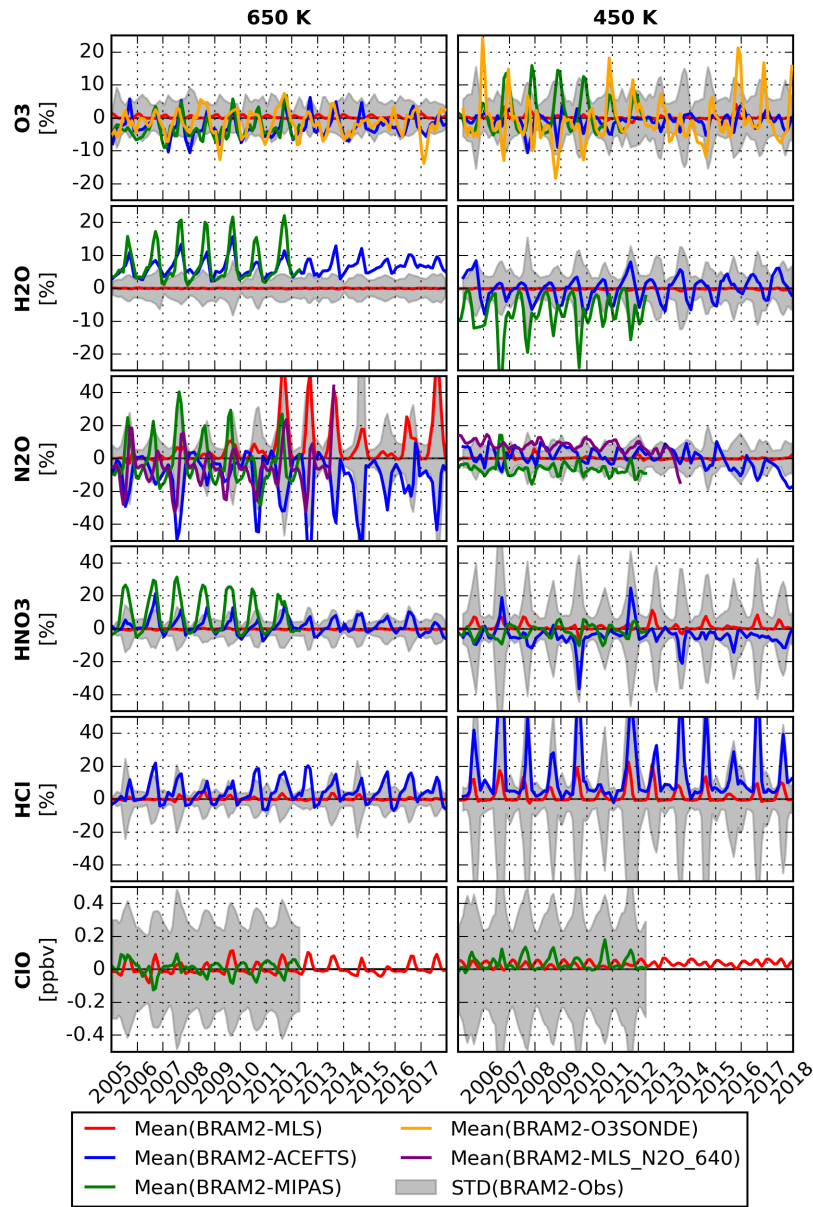 650 K 450 K
O3
[%]
20
10
0
-10
-20
H2O
[%]
20
10
0
-10
-20
N2O
[%]
40
20
0
-20
-40
HNO3
[%]
40
20
0
-20
-40
HCl
[%]
40
20
0
-20
-40
ClO
[ppbv]
0.4
0.2
0
-0.2
-0.4
2005 2006 2007 2008 2009 2010 2011 2012 2013 2014 2015 2016 2017
2006 2007 2008 2009 2010 2011 2012 2013 2014 2015 2016 2017 2018
Mean(BRAM2-MLS)
Mean(BRAM2-ACEFTS)
Mean(BRAM2-MIPAS)
Mean(BRAM2-O3SONDE)
Mean(BRAM2-MLS_N2O_640)
STD(BRAM2-Obs)